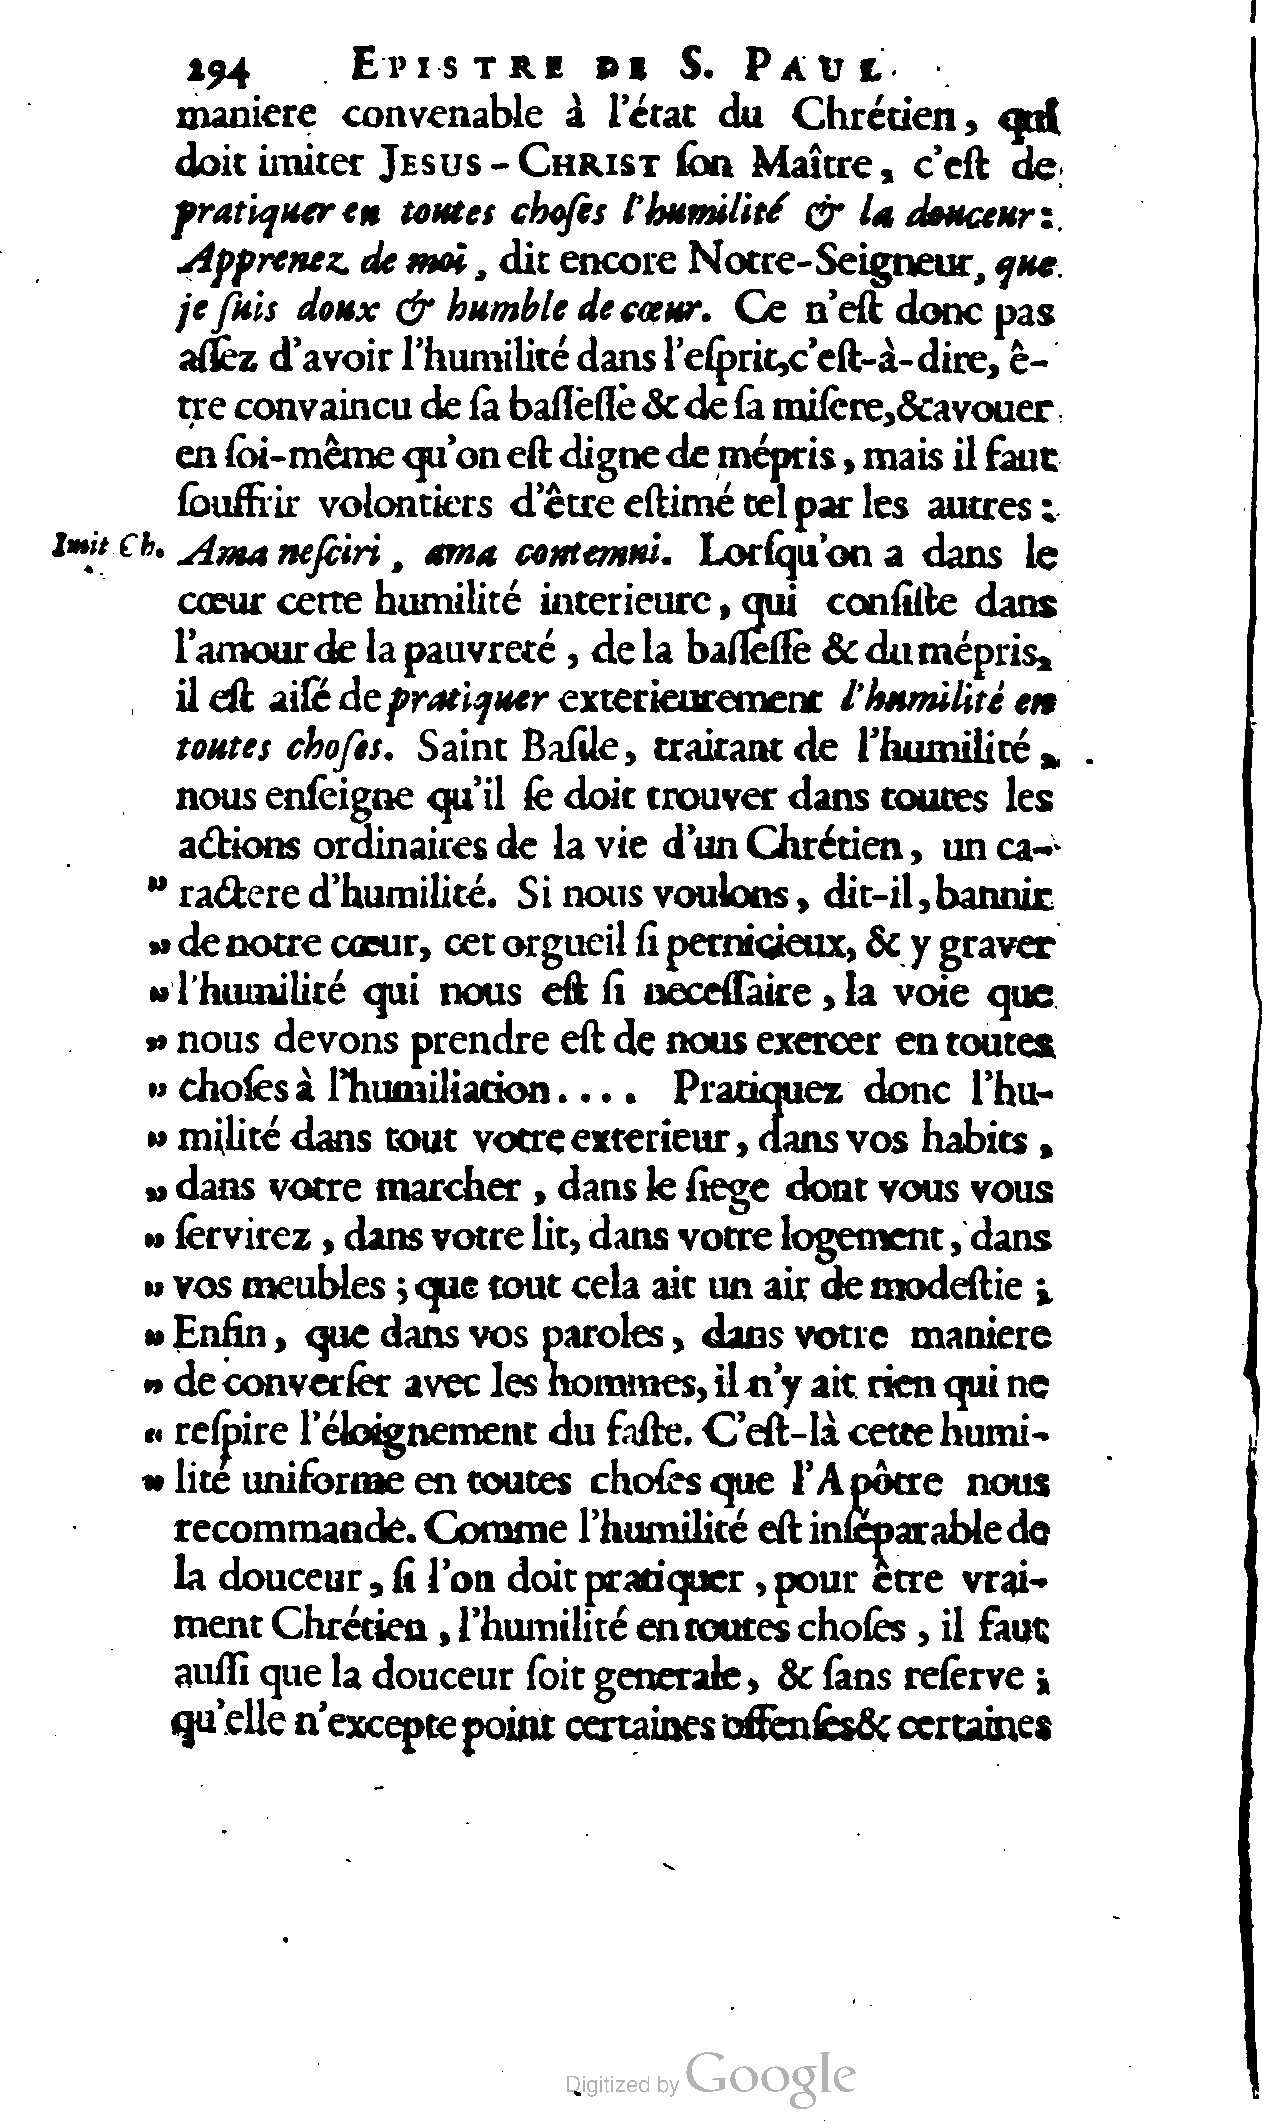 294 EPISTRE DE S. PAUL.
maniere convenable à l'état du Chrétien, qui
doit imiter JESUS-CHRIST ſon Maître, c'eſt de
pratiquer en toutes choſes l'humilité & la douceur:
Apprenez de moi, dit encore Notre-Seigneur, que
je ſuis doux & humble de cœur. Ce n'eſt donc pas
aſſez d'avoir l'humilité dans l'eſprit, c'eſt-à-dire, ê-
tre convaincu de ſa baſſeſſe & de ſa miſere, & avouer
en ſoi-même qu'on eſt digne de mépris, mais il faut
ſouffrir volontiers d'être eſtimé tel par les autres:
Imit Ch. Ama neſciri, ama contemni. Lorſqu'on a dans le
cœur cette humilité interieure, qui conſiſte dans
l'amour de la pauvreté, de la baſſeſſe & du mépris,
il eſt aiſé de pratiquer exterieurement l'humilité en
toutes choſes. Saint Baſile, traitant de l'humilité,
nous enſeigne qu'il ſe doit trouver dans toutes les
actions ordinaires de la vie d'un Chrétien, un ca-
" ractere d'humilité. Si nous voulons, dit-il, bannir
„ de notre cœur, cet orgueil ſi pernicieux, & y graver
„ l'humilité qui nous eſt ſi neceſſaire, la voie que
„ nous devons prendre eſt de nous exercer en toutes
„ choſes à l'humiliation.... Pratiquez donc l'hu-
„ milité dans tout votre exterieur, dans vos habits,
„ dans votre marcher, dans le ſiege dont vous vous
„ ſervirez, dans votre lit, dans votre logement, dans
„ vos meubles; que tout cela ait un air de modeſtie;
„ Enfin, que dans vos paroles, dans votre maniere
„ de converſer avec les hommes, il n'y ait rien qui ne
„ reſpire l'éloignement du faſte. C'eſt-là cette humi-
„ lité uniforme en toutes choſes que l'Apôtre nous
recommande. Comme l'humilité eſt inſéparable de
la douceur, ſi l'on doit pratiquer, pour être vrai-
ment Chrétien, l'humilité en toutes choſes, il faut
auſſi que la douceur ſoit generale, & ſans reſerve;
qu'elle n'excepte point certaines offenſes & certaines
Digitized by Google